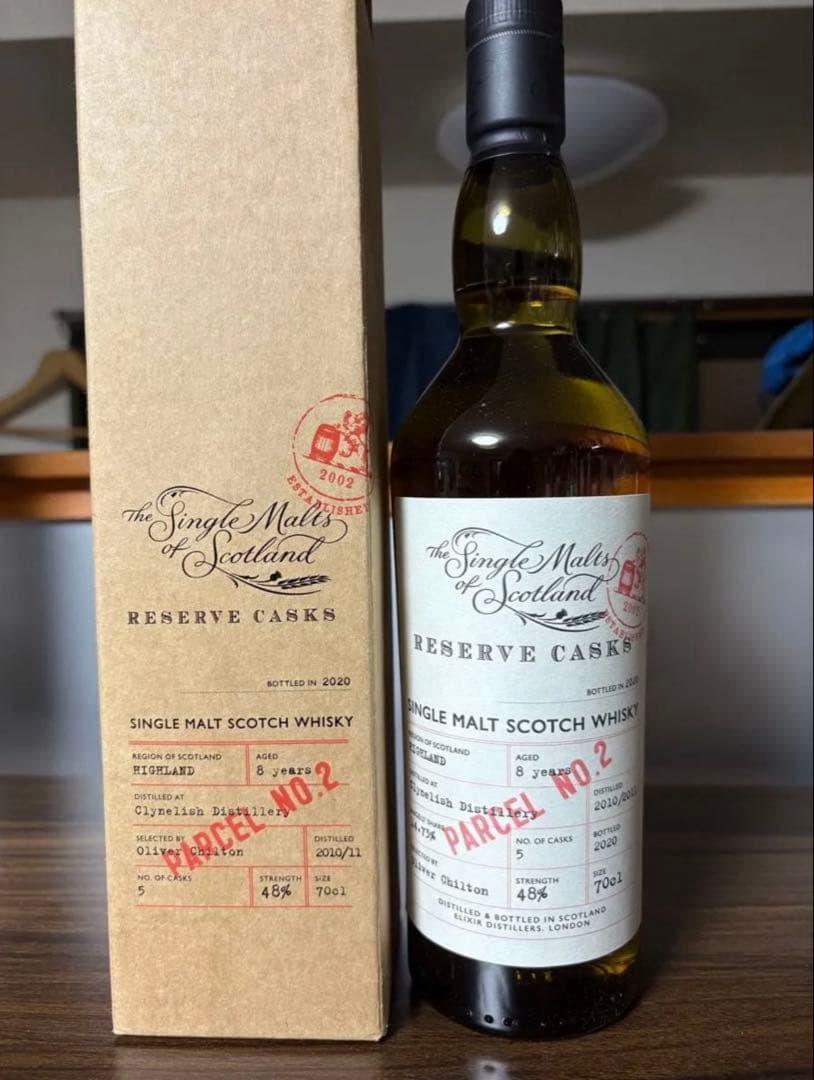 2002
ESTABLISHE
The Single Malts
of Scotland
RESERVE CASKS
BOTTLED IN 2020
SINGLE MALT SCOTCH WHISKY
REGION OF SCOTLAND
HIGHLAND
AGED
8 years
DISTILLED AT
Clynelish Distillery
PARCEL NO.2
SELECTED BY
Oliver Chilton
DISTILLED
2010/11
NO. OF CASKS
5
STRENGTH
48%
SIZE
70cl
The Single Malts
of Scotland
2002
RESERVE CASKS
BOTTLED IN 2020
SINGLE MALT SCOTCH WHISKY
REGION OF SCOTLAND
HIGHLAND
AGED
8 years
Clynelish Distillery
PARCEL NO.2
DISTILLED
2010/2011
NO. OF CASKS
5
BOTTLED
2020
Oliver Chilton
STRENGTH
48%
SIZE
70cl
DISTILLED & BOTTLED IN SCOTLAND
ELIXIR DISTILLERS. LONDON